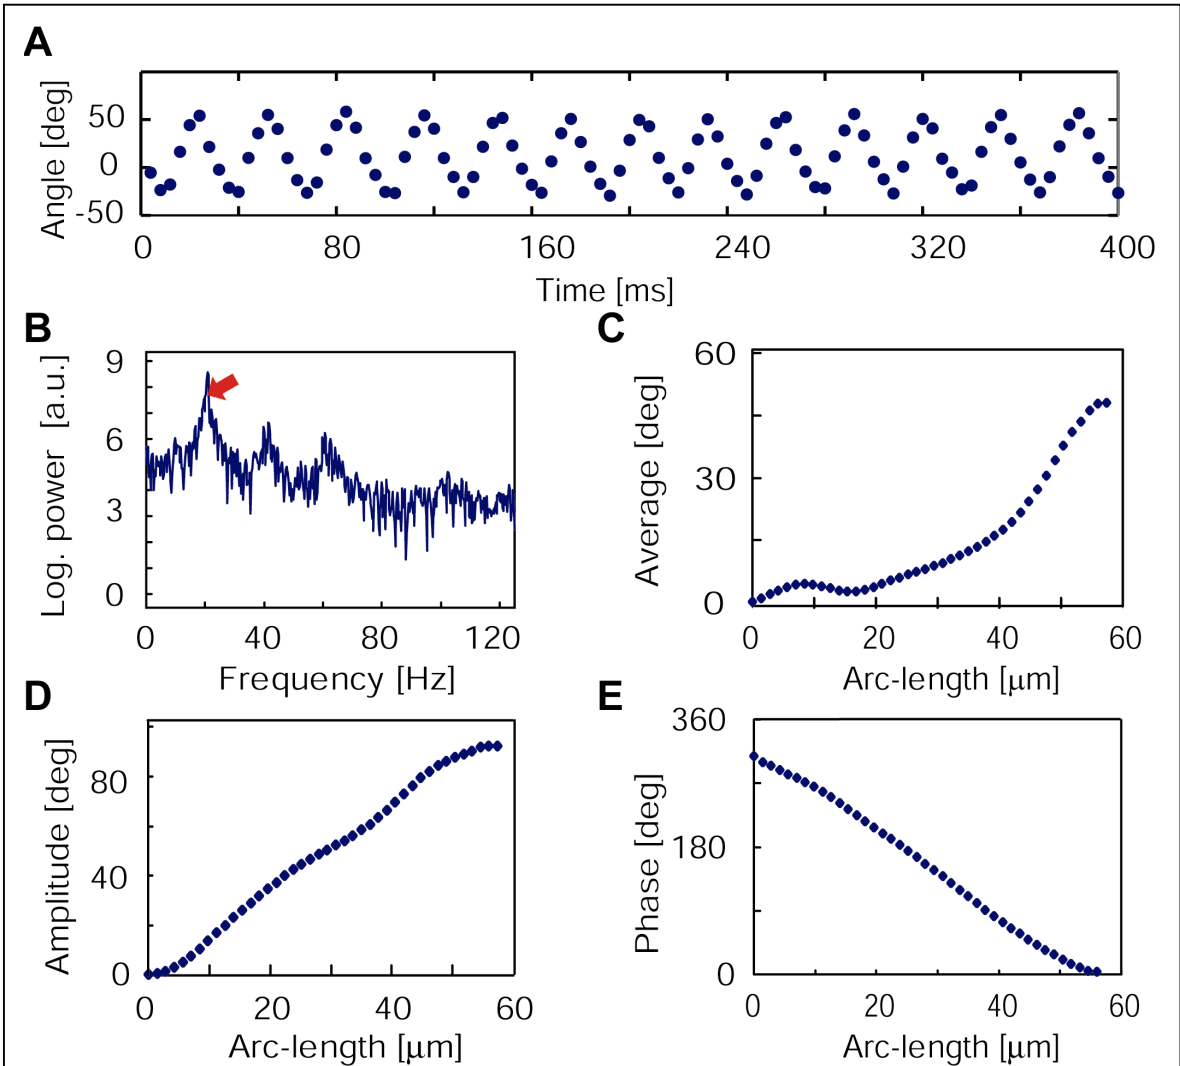 A
Angle [deg]
50
0
-50
0 80 160 240 320 400
Time [ms]
B
Log. power [a.u.]
9
6
3
0
0 40 80 120
Frequency [Hz]
C
Average [deg]
60
30
0
0 20 40 60
Arc-length [μm]
D
Amplitude [deg]
80
40
0
0 20 40 60
Arc-length [μm]
E
Phase [deg]
360
180
0
0 20 40 60
Arc-length [μm]